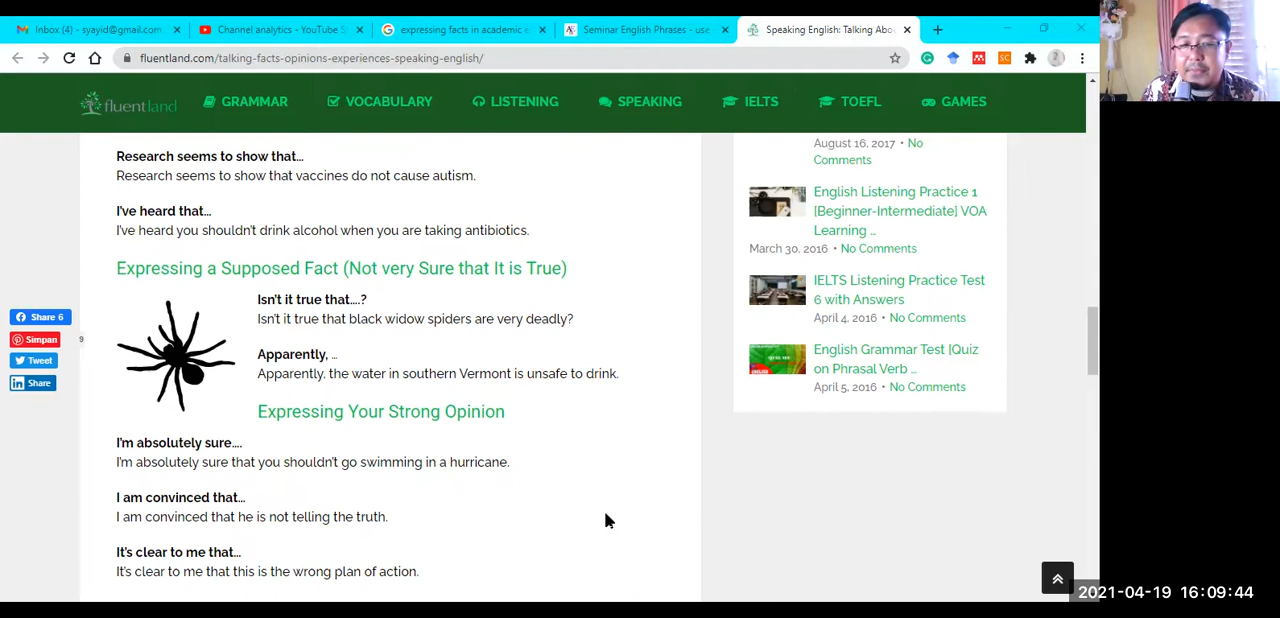 Inbox (4) - syayid@gmail.com
Channel analytics - YouTube S
expressing facts in academic e
Seminar English Phrases - use
Speaking English: Talking Abo
fluentland.com/talking-facts-opinions-experiences-speaking-english/
fluentland
GRAMMAR
VOCABULARY
LISTENING
SPEAKING
IELTS
TOEFL
GAMES
Research seems to show that...
Research seems to show that vaccines do not cause autism.
I've heard that...
I've heard you shouldn't drink alcohol when you are taking antibiotics.
Expressing a Supposed Fact (Not very Sure that It is True)
Isn't it true that....?
Isn't it true that black widow spiders are very deadly?
Apparently, ...
Apparently, the water in southern Vermont is unsafe to drink.
Expressing Your Strong Opinion
I'm absolutely sure....
I'm absolutely sure that you shouldn't go swimming in a hurricane.
I am convinced that...
I am convinced that he is not telling the truth.
It's clear to me that...
It's clear to me that this is the wrong plan of action.
Share 6
Simpan
9
Tweet
Share
August 16, 2017 • No
Comments
English Listening Practice 1
[Beginner-Intermediate] VOA
Learning ...
March 30, 2016 • No Comments
IELTS Listening Practice Test
6 with Answers
April 4, 2016 • No Comments
English Grammar Test [Quiz
on Phrasal Verb ...
April 5, 2016 • No Comments
2021-04-19 16:09:44